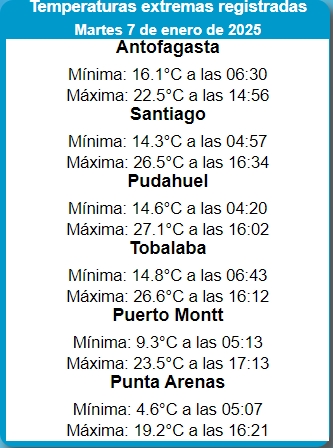 Temperaturas extremas registradas
Martes 7 de enero de 2025
Antofagasta
Mínima: 16.1°C a las 06:30
Máxima: 22.5°C a las 14:56
Santiago
Mínima: 14.3°C a las 04:57
Máxima: 26.5°C a las 16:34
Pudahuel
Mínima: 14.6°C a las 04:20
Máxima: 27.1°C a las 16:02
Tobalaba
Mínima: 14.8°C a las 06:43
Máxima: 26.6°C a las 16:12
Puerto Montt
Mínima: 9.3°C a las 05:13
Máxima: 23.5°C a las 17:13
Punta Arenas
Mínima: 4.6°C a las 05:07
Máxima: 19.2°C a las 16:21